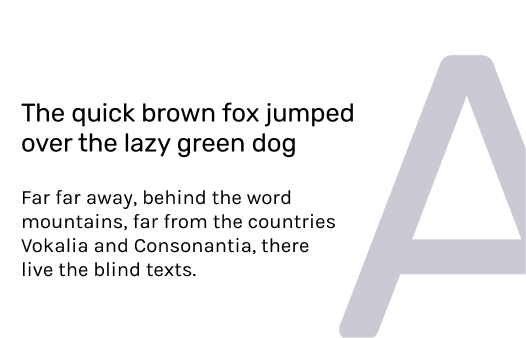 The quick brown fox jumped
over the lazy green dog
Far far away, behind the word
mountains, far from the countries
Vokalia and Consonantia, there
live the blind texts.
A